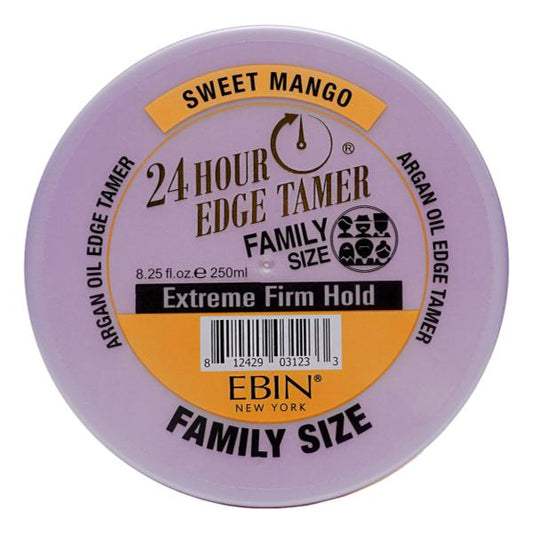 SWEET MANGO
24 HOUR
EDGE TAMER ®
FAMILY
SIZE
8.25 fl.oz. ℮ 250ml
Extreme Firm Hold
ARGAN OIL EDGE TAMER
ARGAN OIL EDGE TAMER
8 12429 03123 3
EBIN®
NEW YORK
FAMILY SIZE